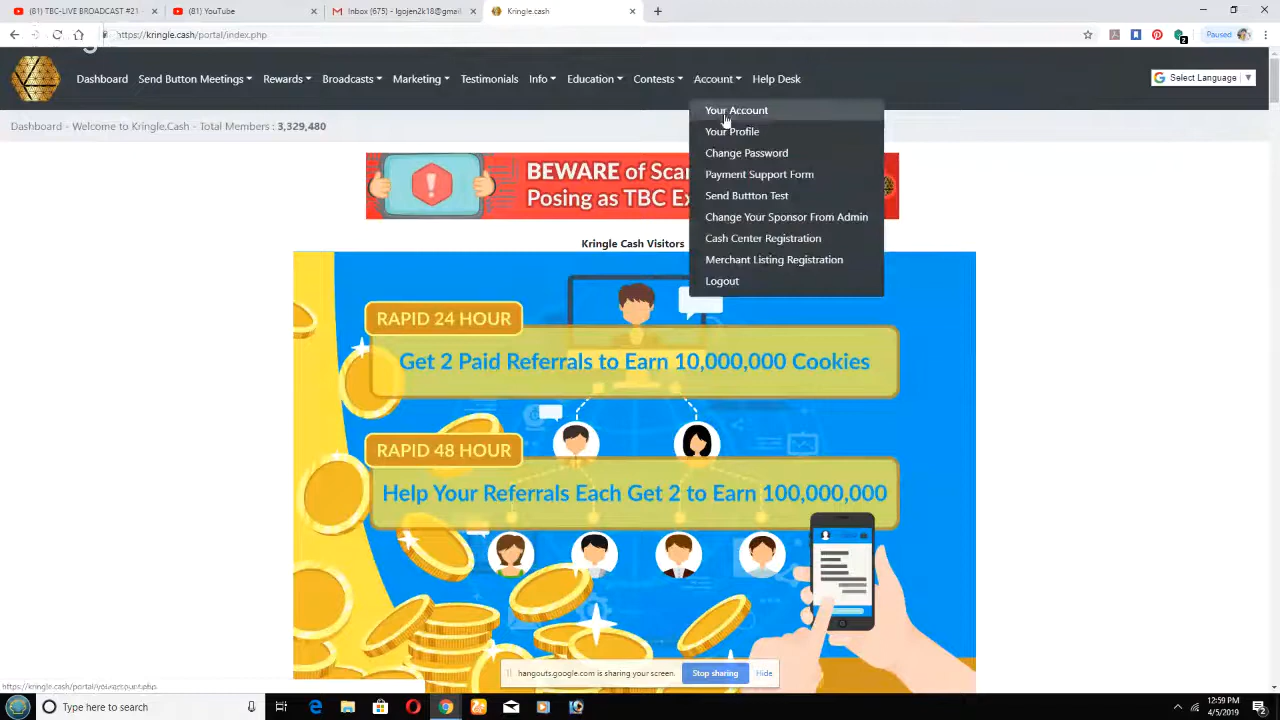 (81) TBC-LIVE BROADCAST #21 -
(81) YouTube
Inbox (675) - lgojen2k18@gmail
Kringle.cash
https://kringle.cash/portal/index.php
2
Paused
Dashboard
Send Button Meetings
Rewards
Broadcasts
Marketing
Testimonials
Info
Education
Contests
Account
Help Desk
Select Language
Your Account
Your Profile
Change Password
Payment Support Form
Send Buttton Test
Change Your Sponsor From Admin
Cash Center Registration
Merchant Listing Registration
Logout
Dashboard - Welcome to Kringle.Cash - Total Members : 3,329,480
BEWARE of Sca
Posing as TBC Ex
Kringle Cash Visitors
RAPID 24 HOUR
Get 2 Paid Referrals to Earn 10,000,000 Cookies
RAPID 48 HOUR
Help Your Referrals Each Get 2 to Earn 100,000,000
hangouts.google.com is sharing your screen.
Stop sharing
Hide
https://kringle.cash/portal/youraccount.php
Type here to search
12:59 PM
4/5/2019
2